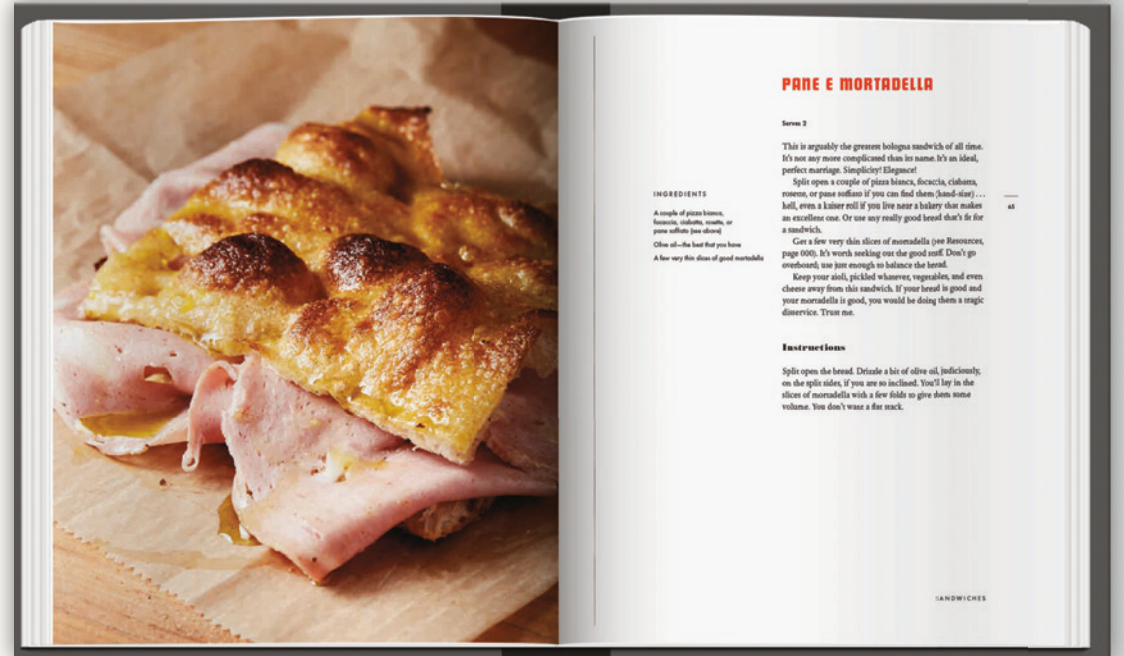 PANE E MORTADELLA
Serves 2
This is arguably the greatest bologna sandwich of all time.
It's not any more complicated than its name. It's an ideal,
perfect marriage. Simplicity! Elegance!
Split open a couple of pizza bianca, focaccia, ciabatta,
rosette, or pane soffiato if you can find them (hand-size) . . .
hell, even a kaiser roll if you live near a bakery that makes
an excellent one. Or use any really good bread that's fit for
a sandwich.
Get a few very thin slices of mortadella (see Resources,
page 000). It's worth seeking out the good stuff. Don't go
overboard; use just enough to balance the bread.
Keep your aioli, pickled whatever, vegetables, and even
cheese away from this sandwich. If your bread is good and
your mortadella is good, you would be doing them a tragic
disservice. Trust me.
INGREDIENTS
A couple of pizza bianca,
focaccia, ciabatta, rosette, or
pane soffiato (see above)
Olive oil—the best that you have
A few very thin slices of good mortadella
65
Instructions
Split open the bread. Drizzle a bit of olive oil, judiciously,
on the split sides, if you are so inclined. You'll lay in the
slices of mortadella with a few folds to give them some
volume. You don't want a flat stack.
SANDWICHES